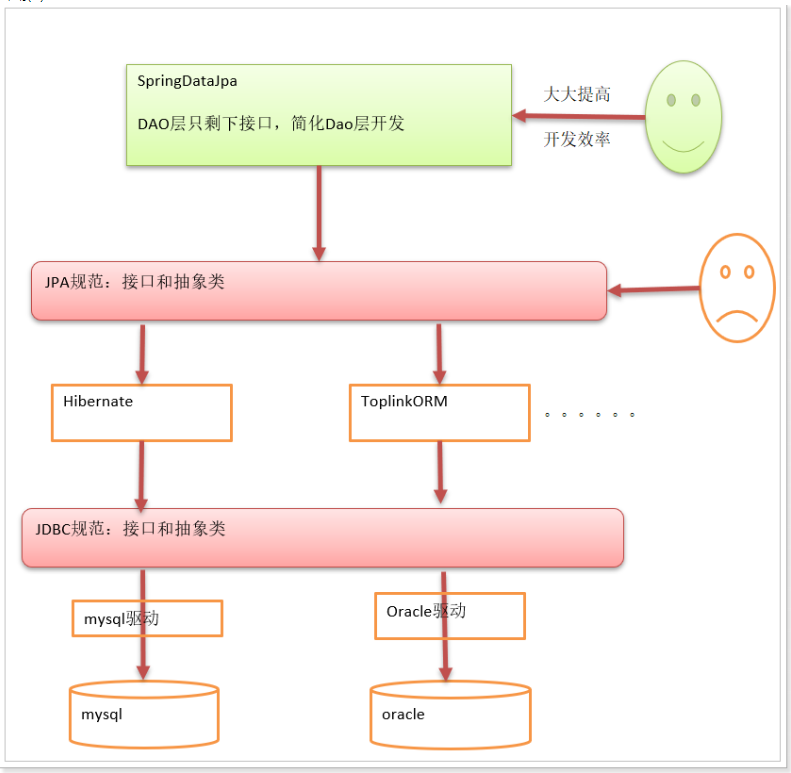 SpringDataJpa
DAO层只剩下接口，简化Dao层开发
大大提高
开发效率
JPA规范：接口和抽象类
Hibernate
ToplinkORM
。。。。。。
JDBC规范：接口和抽象类
mysql驱动
Oracle驱动
mysql
oracle